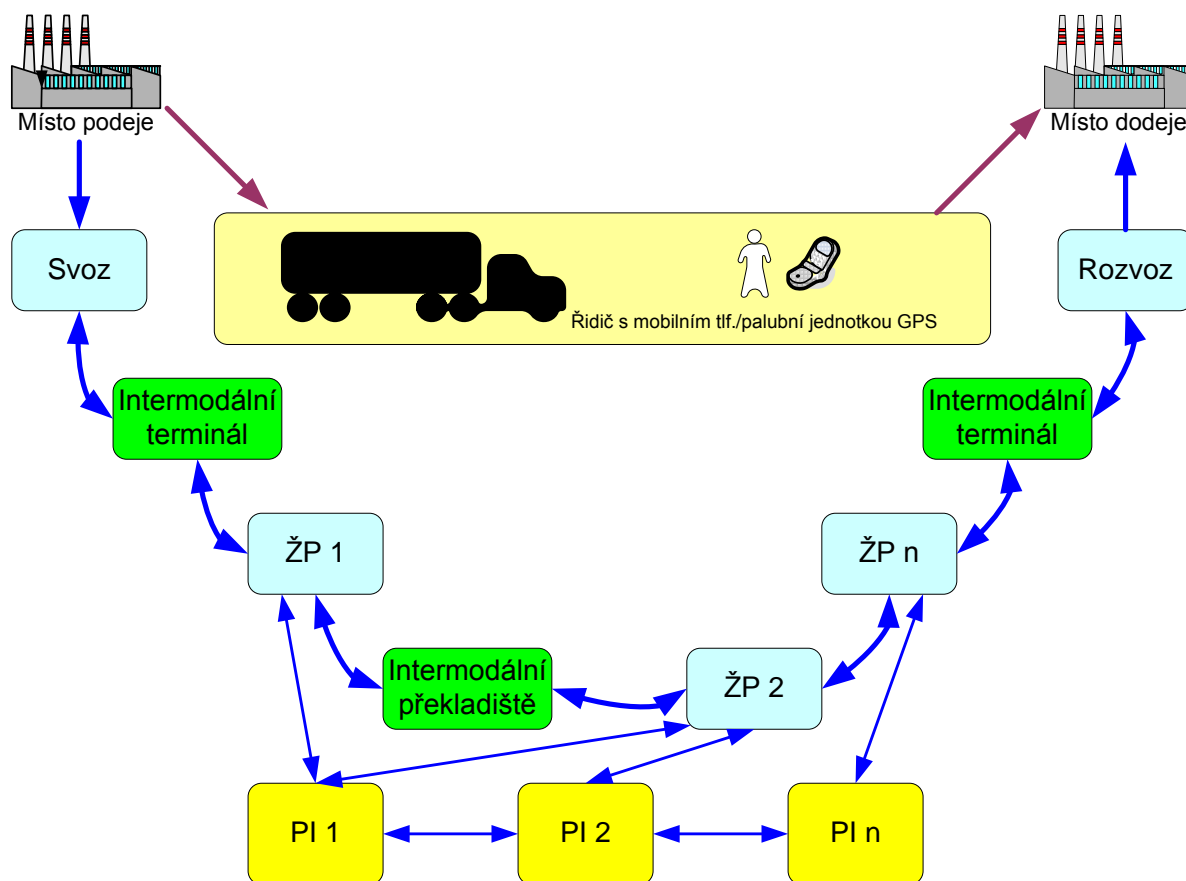 Místo podeje
Místo dodeje
Svoz
Rozvoz
Řidič s mobilním tlf./palubní jednotkou GPS
Intermodální
terminál
Intermodální
terminál
ŽP 1
ŽP n
Intermodální
překladiště
ŽP 2
PI 1
PI 2
PI n